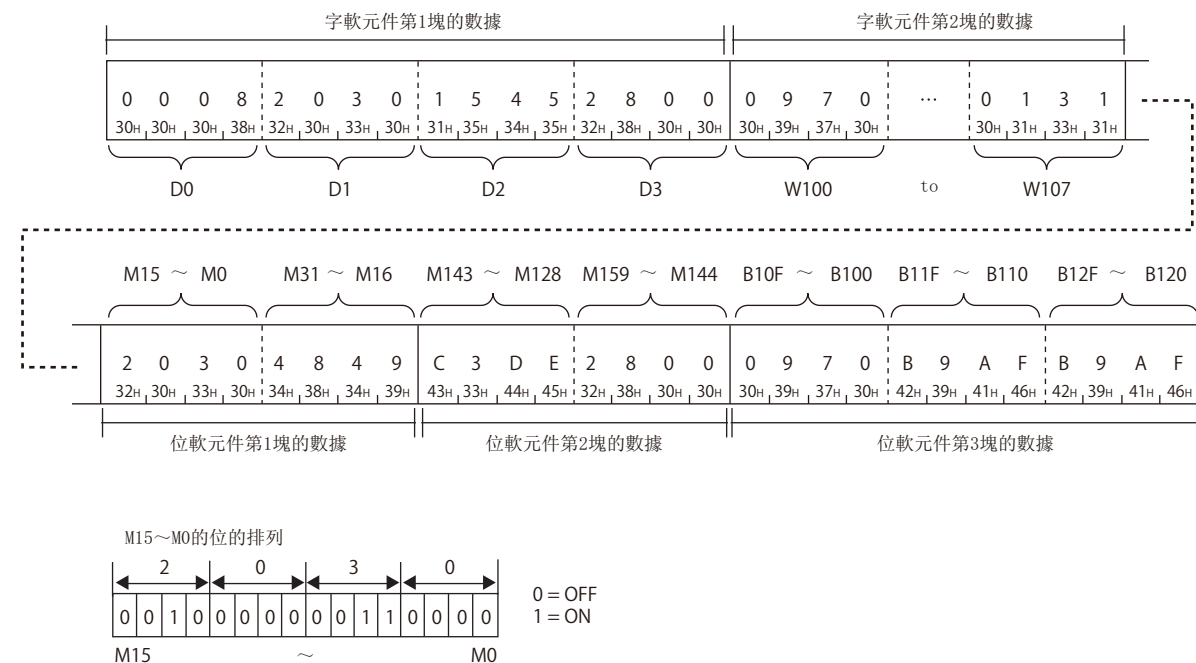 字軟元件第1塊的數據 字軟元件第2塊的數據
0 0 0 8 2 0 3 0 1 5 4 5 2 8 0 0 0 9 7 0 … 0 1 3 1
30H 30H 30H 38H 32H 30H 33H 30H 31H 35H 34H 35H 32H 38H 30H 30H 30H 39H 37H 30H 30H 31H 33H 31H
D0 D1 D2 D3 W100 to W107
M15 ～ M0 M31 ～ M16 M143 ～ M128 M159 ～ M144 B10F ～ B100 B11F ～ B110 B12F ～ B120
2 0 3 0 4 8 4 9 C 3 D E 2 8 0 0 0 9 7 0 B 9 A F B 9 A F
32H 30H 33H 30H 34H 38H 34H 39H 43H 33H 44H 45H 32H 38H 30H 30H 30H 39H 37H 30H 42H 39H 41H 46H 42H 39H 41H 46H
位軟元件第1塊的數據 位軟元件第2塊的數據 位軟元件第3塊的數據
M15～M0的位的排列
2 0 3 0
0 0 1 0 0 0 0 0 0 0 1 1 0 0 0 0
0 = OFF
1 = ON
M15 ～ M0